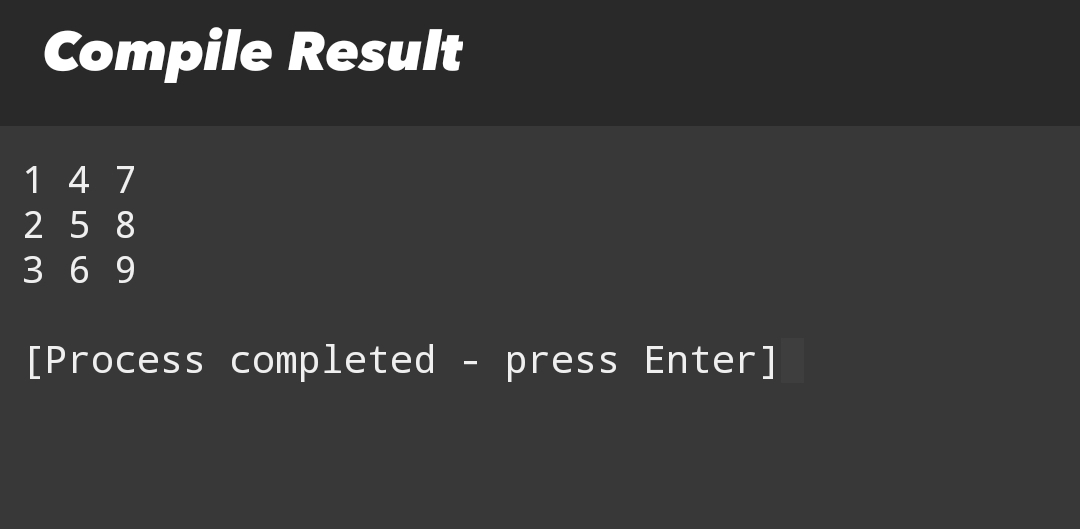 Compile Result
1 4 7
2 5 8
3 6 9
[Process completed - press Enter]